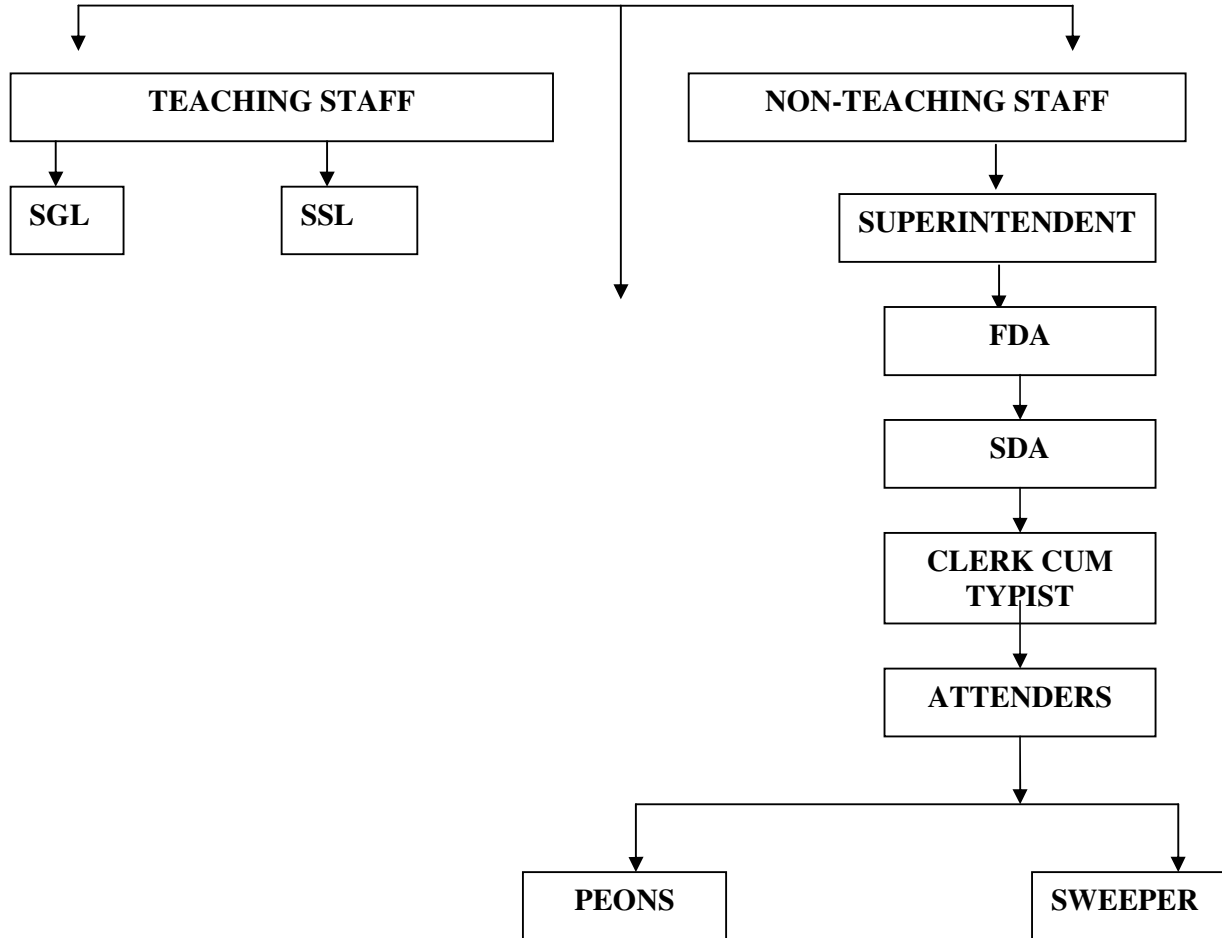 TEACHING STAFF
NON-TEACHING STAFF
SGL
SSL
SUPERINTENDENT
FDA
SDA
CLERK CUM
TYPIST
ATTENDERS
PEONS
SWEEPER